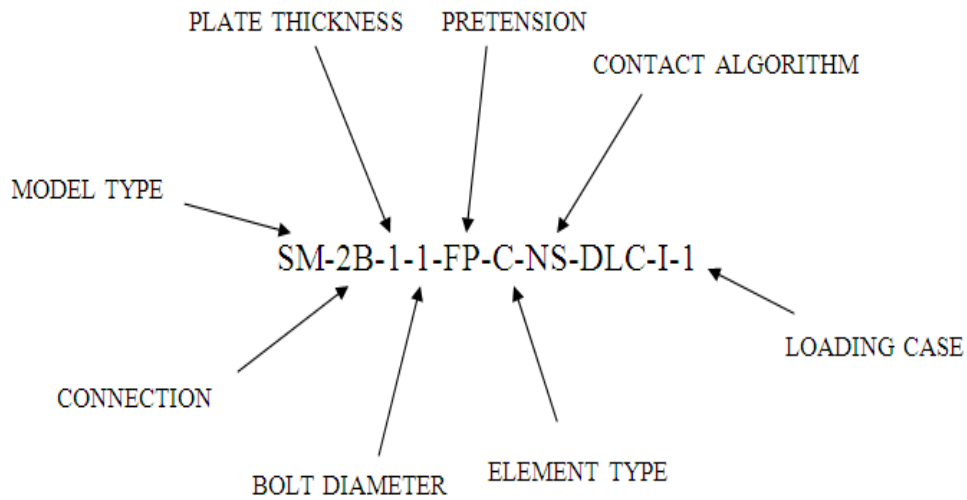 PLATE THICKNESS
PRETENSION
CONTACT ALGORITHM
MODEL TYPE
SM-2B-1-1-FP-C-NS-DLC-I-1
LOADING CASE
CONNECTION
BOLT DIAMETER
ELEMENT TYPE